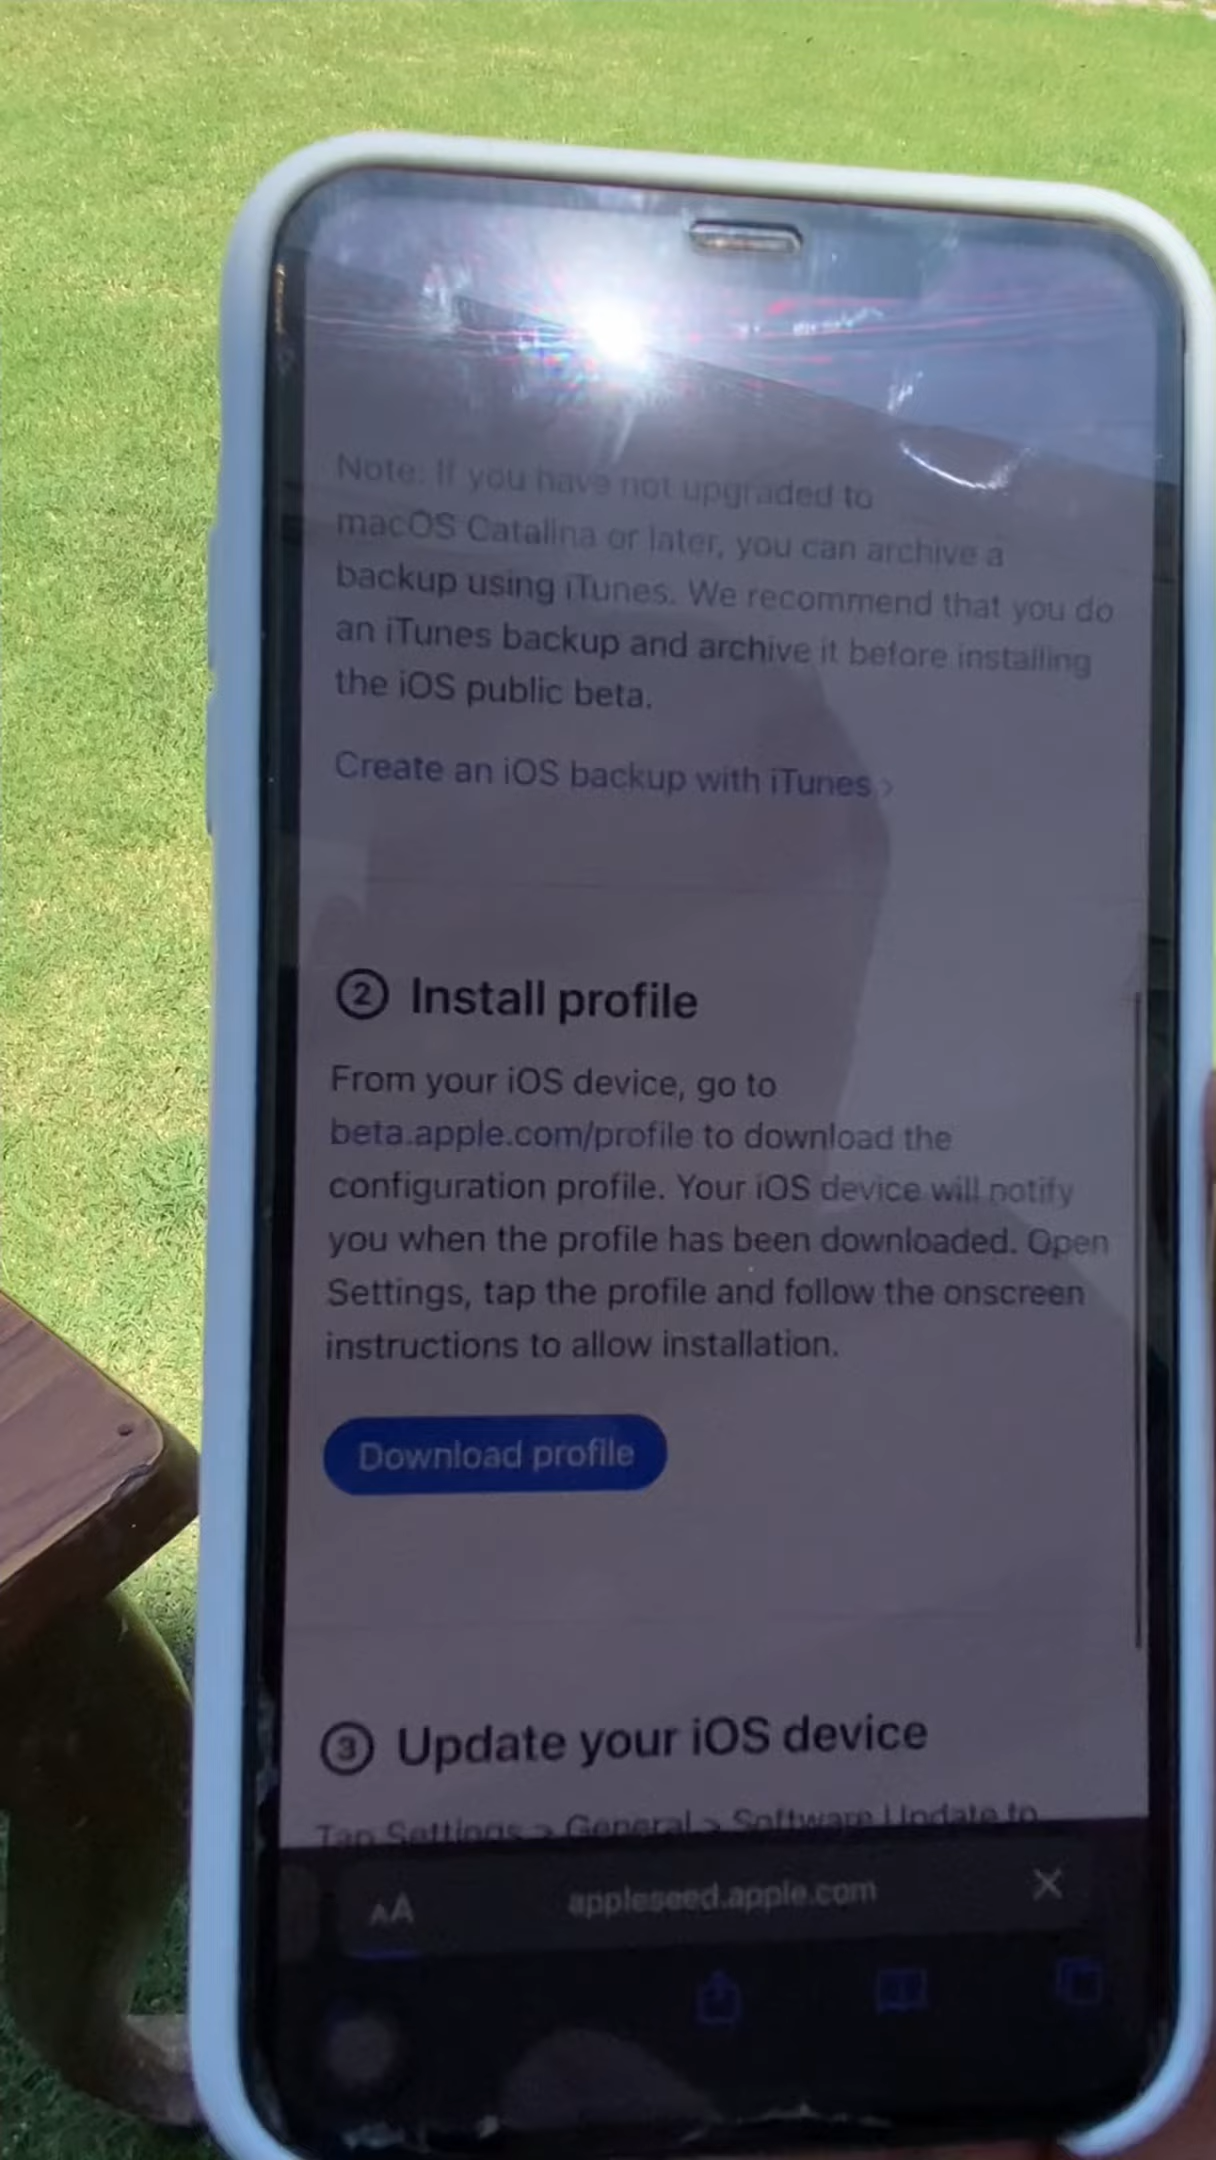 Note: If you have not upgraded to
macOS Catalina or later, you can archive a
backup using iTunes. We recommend that you do
an iTunes backup and archive it before installing
the iOS public beta.
Create an iOS backup with iTunes >
2 Install profile
From your iOS device, go to
beta.apple.com/profile to download the
configuration profile. Your iOS device will notify
you when the profile has been downloaded. Open
Settings, tap the profile and follow the onscreen
instructions to allow installation.
Download profile
3 Update your iOS device
Tap Settings > General > Software Update to
AA appleseed.apple.com